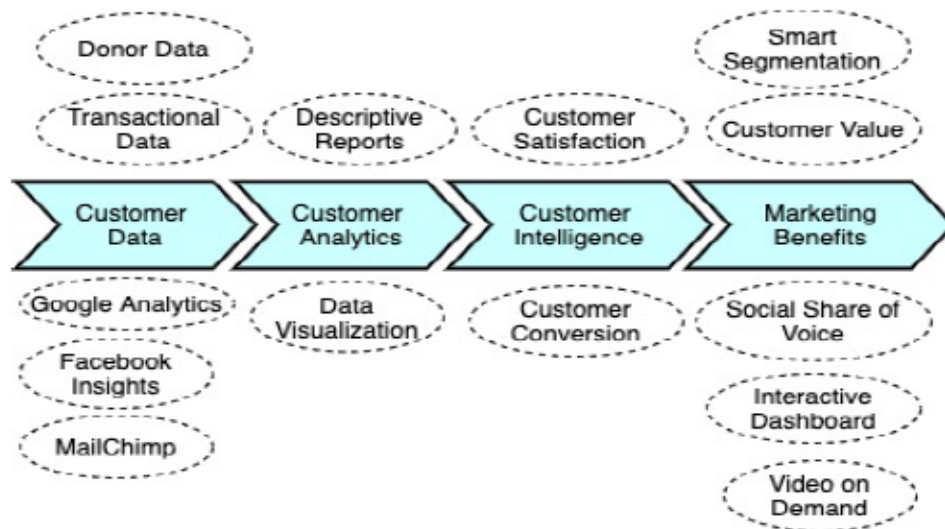 Donor Data
Transactional
Data
Descriptive
Reports
Customer
Satisfaction
Smart
Segmentation
Customer Value
Customer
Data
Customer
Analytics
Customer
Intelligence
Marketing
Benefits
Google Analytics
Facebook
Insights
MailChimp
Data
Visualization
Customer
Conversion
Social Share of
Voice
Interactive
Dashboard
Video on
Demand